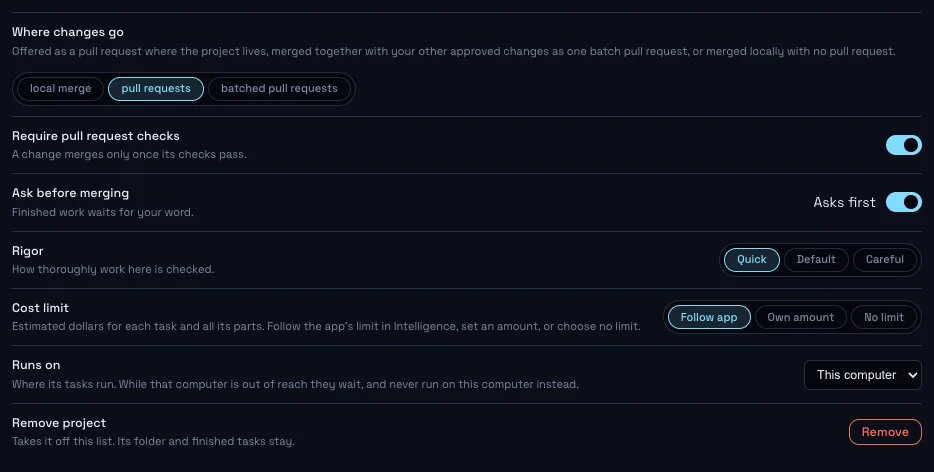 Where changes go
Offered as a pull request where the project lives, merged together with your other approved changes as one batch pull request, or merged locally with no pull request.
local merge
pull requests
batched pull requests
Require pull request checks
A change merges only once its checks pass.
Ask before merging
Finished work waits for your word.
Asks first
Rigor
How thoroughly work here is checked.
Quick
Default
Careful
Cost limit
Estimated dollars for each task and all its parts. Follow the app's limit in Intelligence, set an amount, or choose no limit.
Follow app
Own amount
No limit
Runs on
Where its tasks run. While that computer is out of reach they wait, and never run on this computer instead.
This computer
Remove project
Takes it off this list. Its folder and finished tasks stay.
Remove